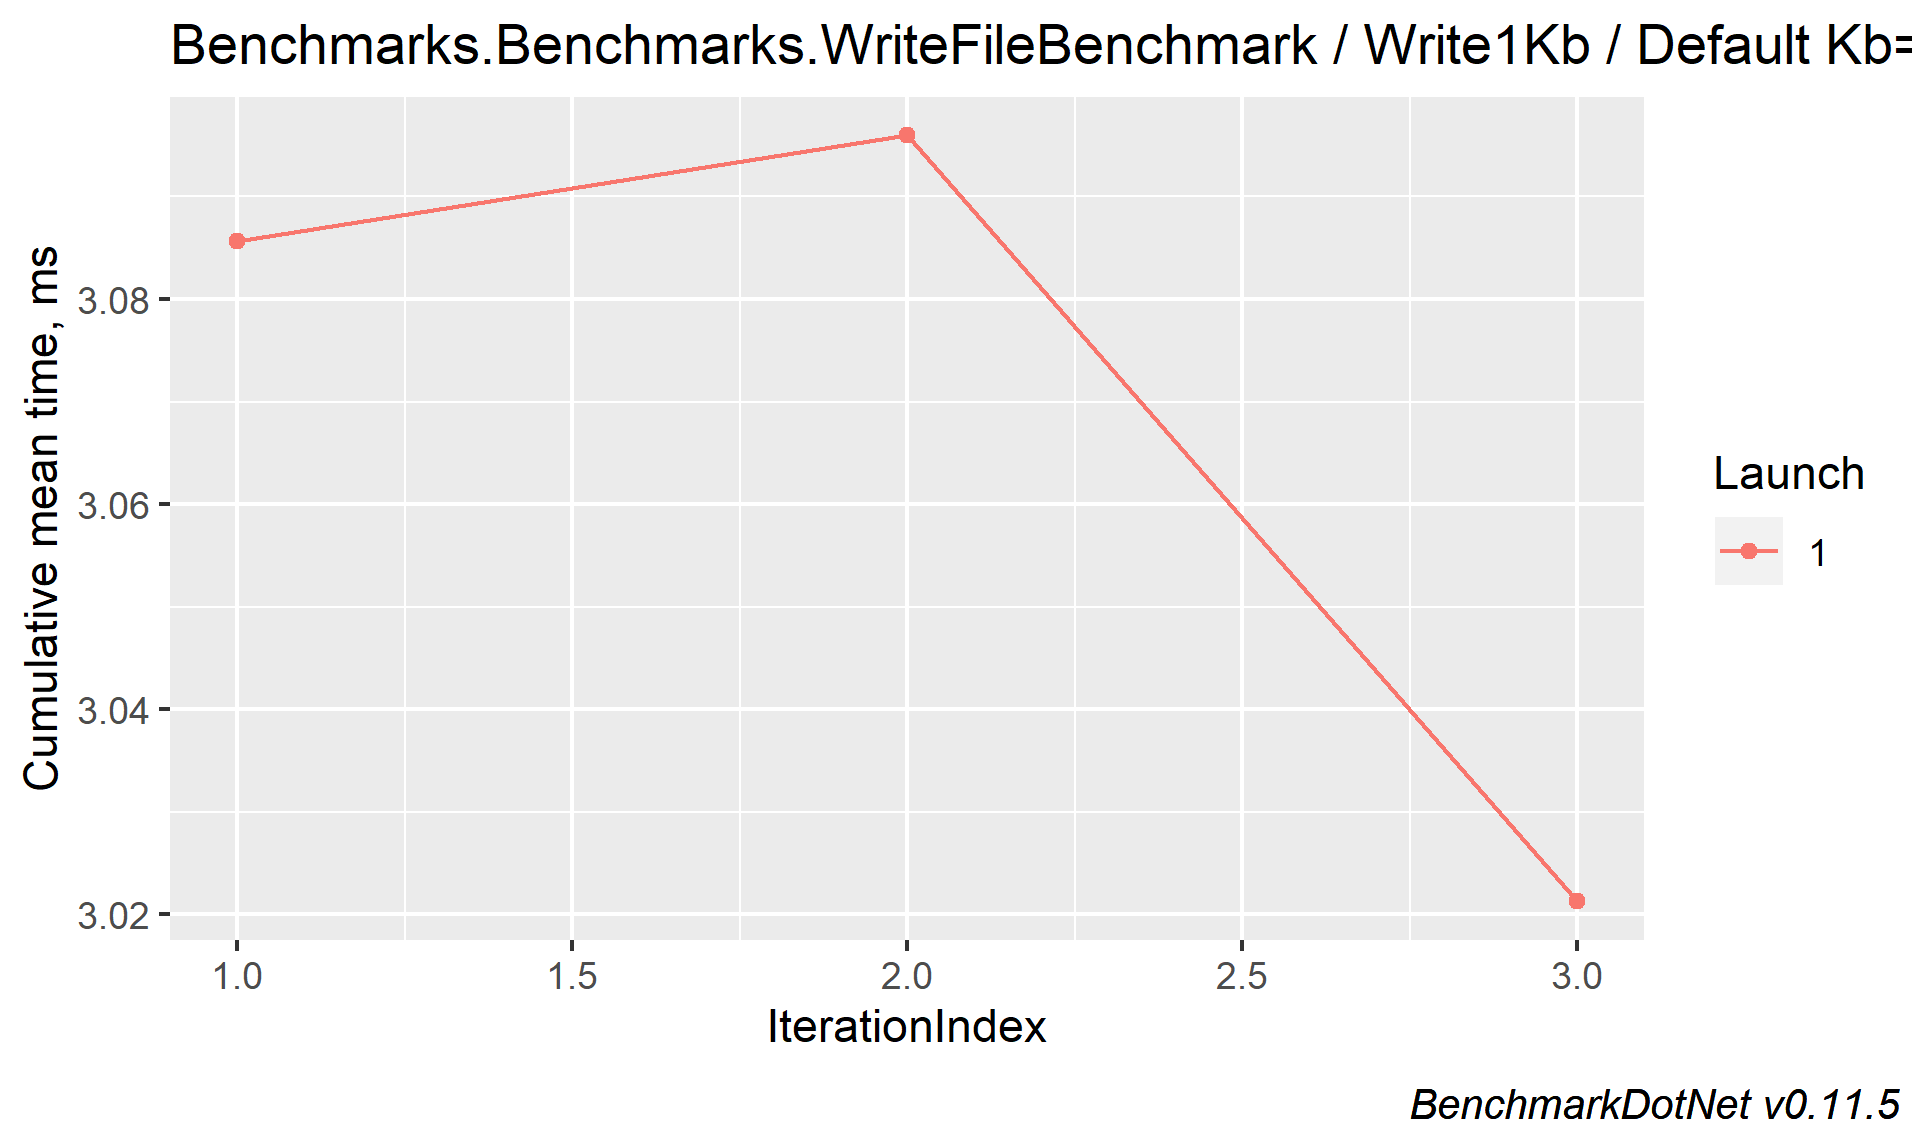 Benchmarks.Benchmarks.WriteFileBenchmark / Write1Kb / Default Kb=
Cumulative mean time, ms
3.08
3.06
3.04
3.02
1.0 1.5 2.0 2.5 3.0
IterationIndex
Launch
1
BenchmarkDotNet v0.11.5